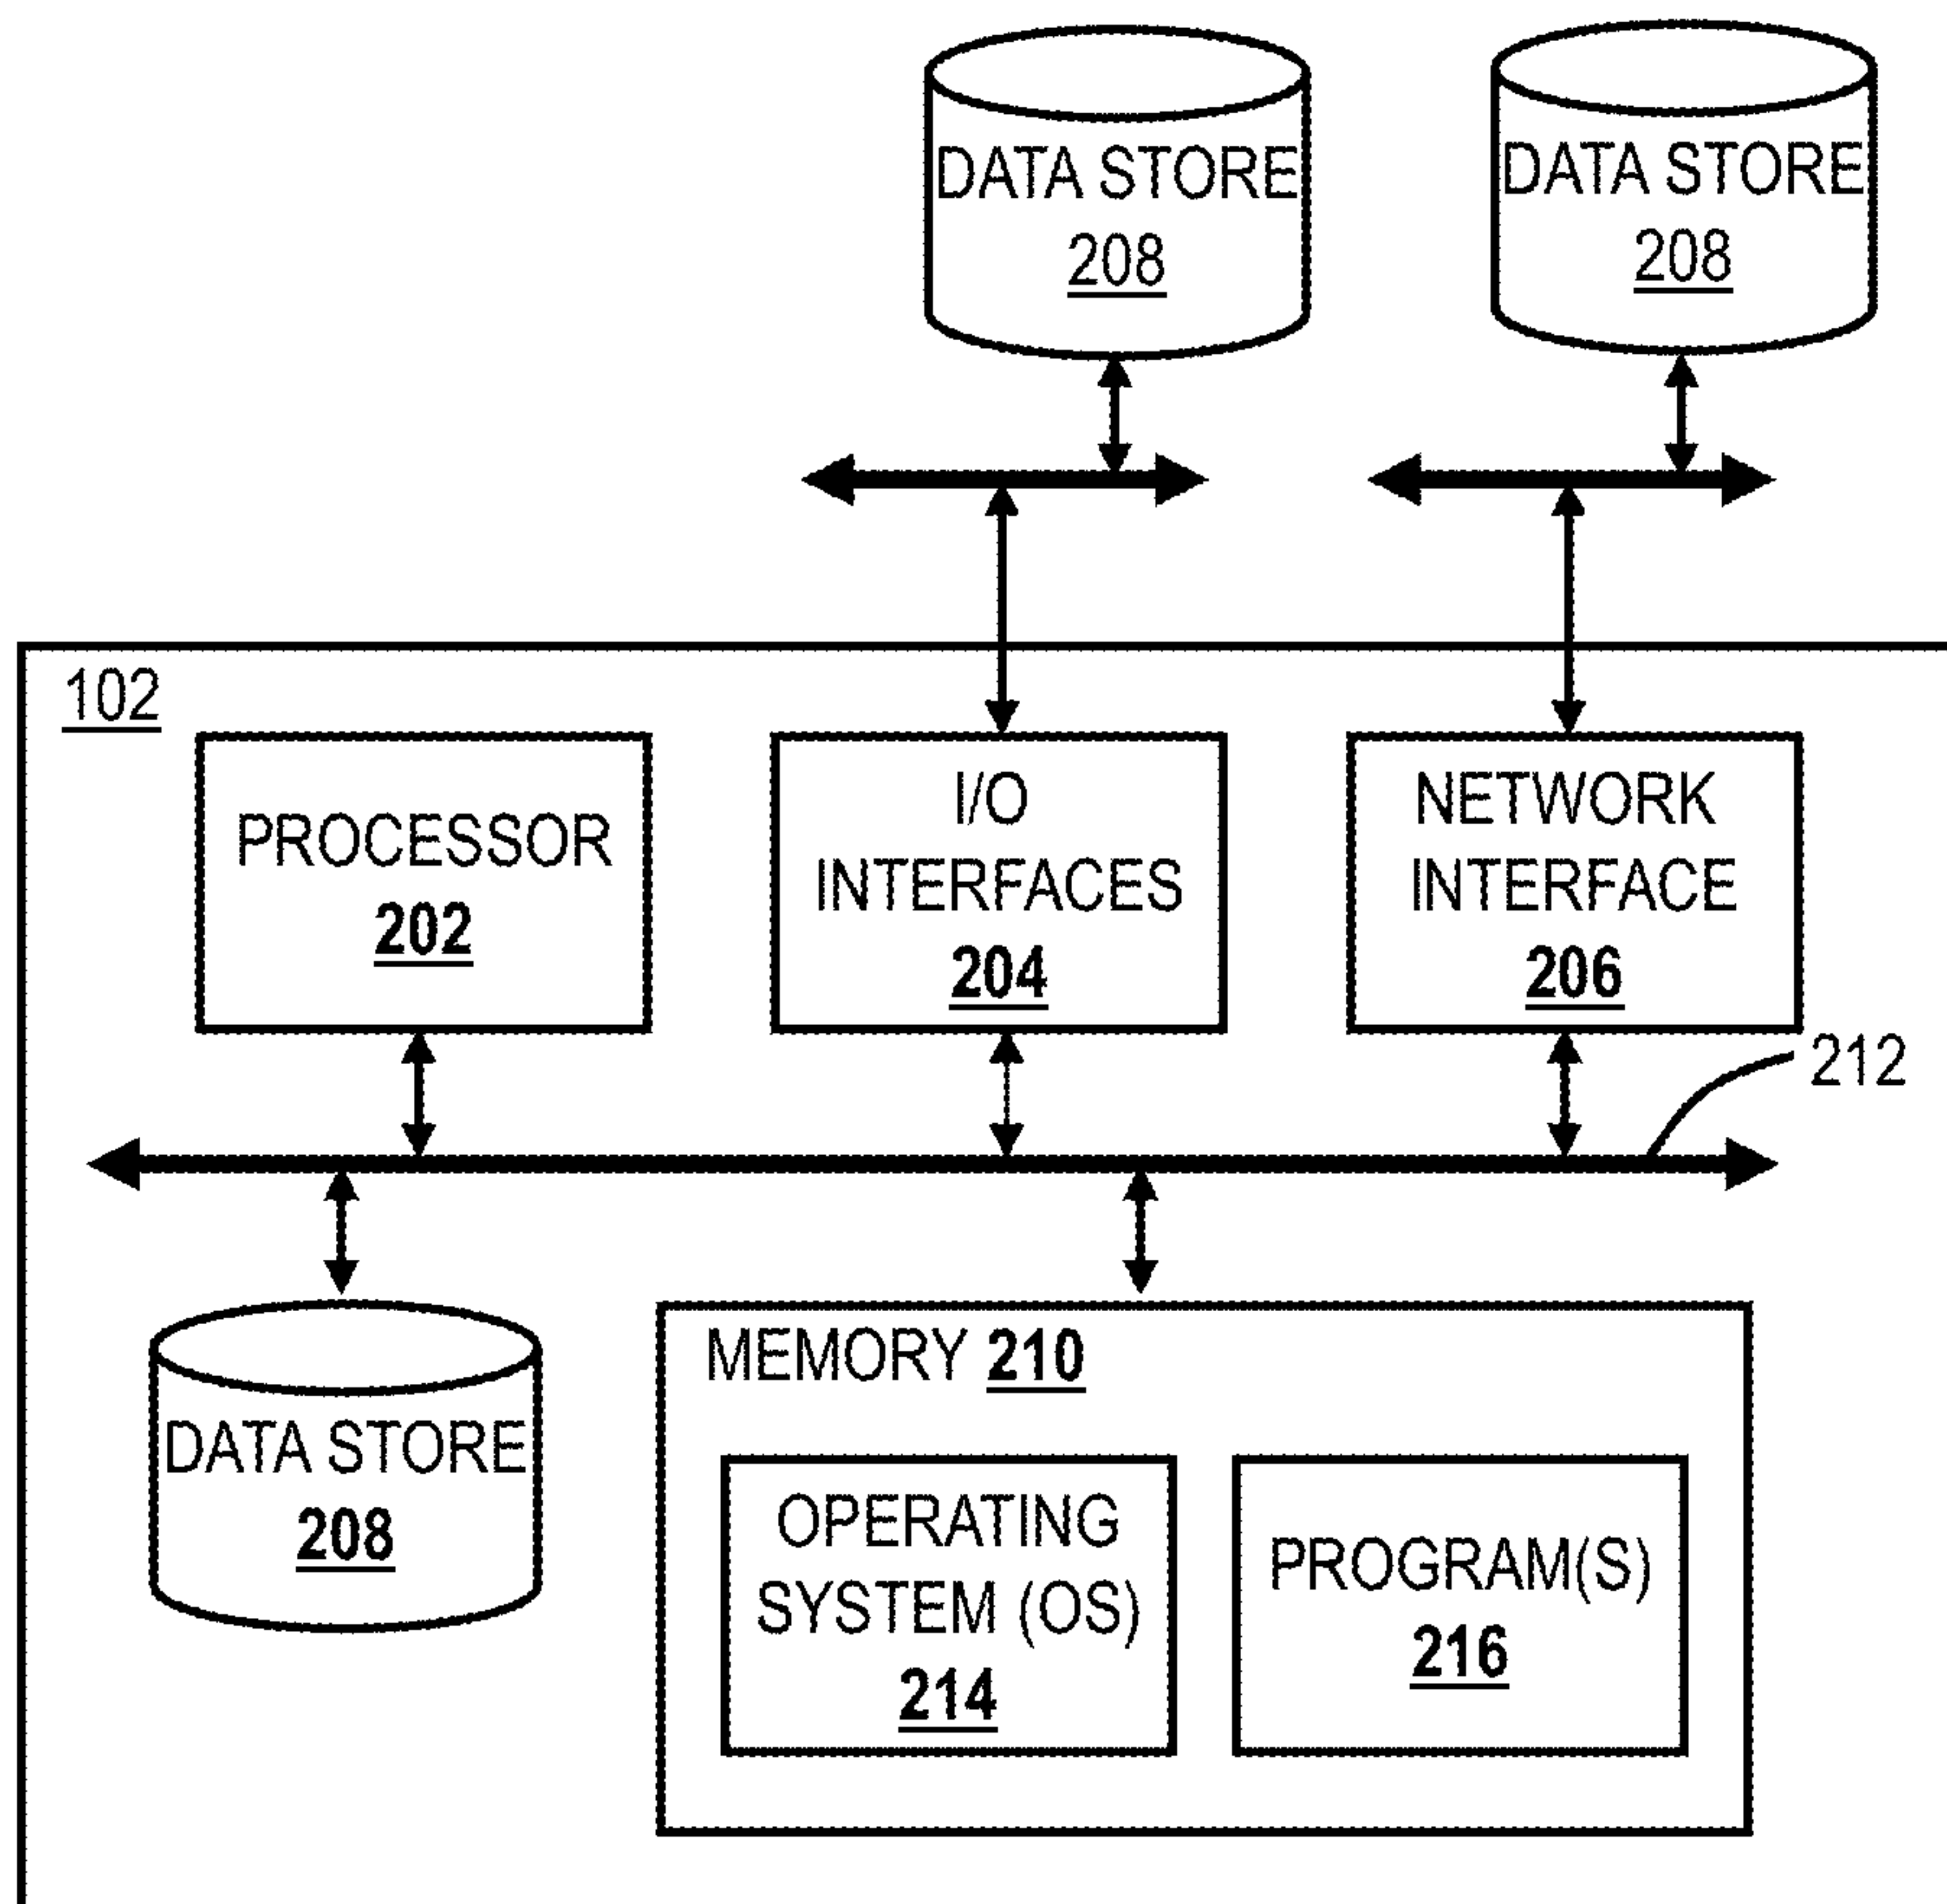 DATA STORE
208
DATA STORE
208
102
PROCESSOR
202
I/O
INTERFACES
204
NETWORK
INTERFACE
206
212
DATA STORE
208
MEMORY 210
OPERATING
SYSTEM (OS)
214
PROGRAM(S)
216